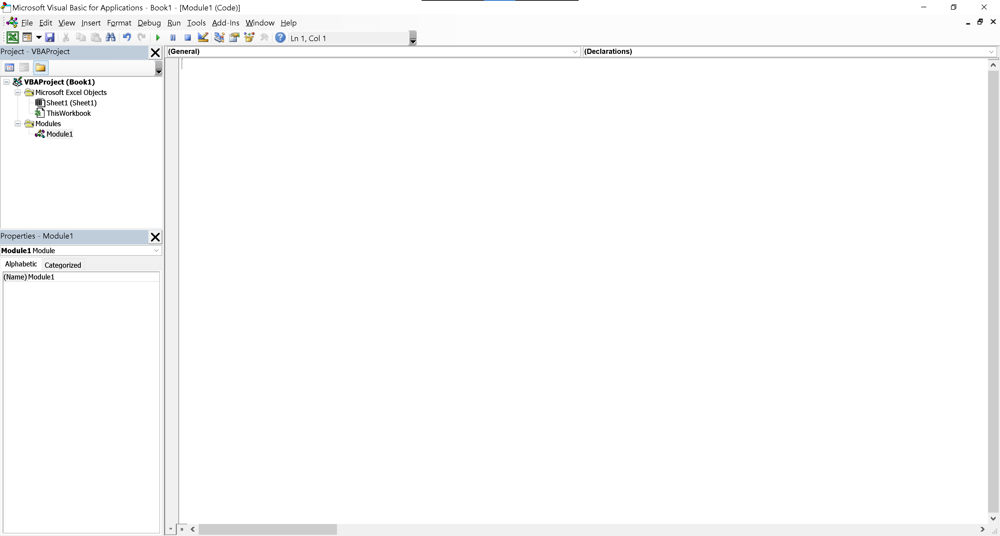 Microsoft Visual Basic for Applications - Book1 - [Module1 (Code)]
File Edit View Insert Format Debug Run Tools Add-Ins Window Help
Ln 1, Col 1
Project - VBAProject
(General)
(Declarations)
VBAProject (Book1)
Microsoft Excel Objects
Sheet1 (Sheet1)
ThisWorkbook
Modules
Module1
Properties - Module1
Module1 Module
Alphabetic Categorized
(Name) Module1